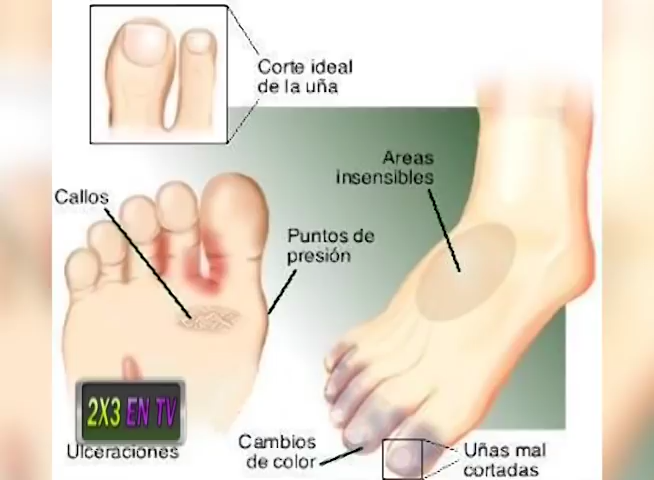 Corte ideal
de la uña
Areas
insensibles
Callos
Puntos de
presión
2X3 EN TV
Ulceraciones
Cambios
de color
Uñas mal
cortadas